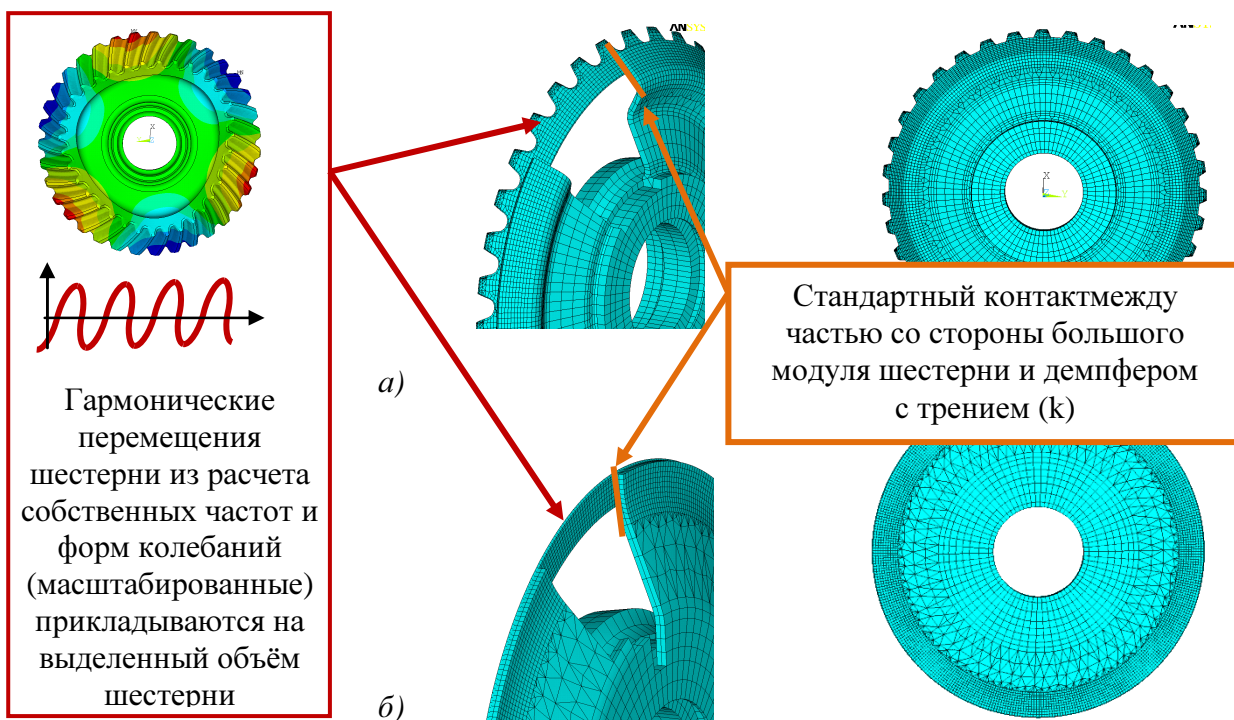 Гармонические
перемещения
шестерни из расчета
собственных частот и
форм колебаний
(масштабированные)
прикладываются на
выделенный объём
шестерни
а)
б)
ANSYS
X
Стандартный контактмежду
частью со стороны большого
модуля шестерни и демпфером
с трением (k)